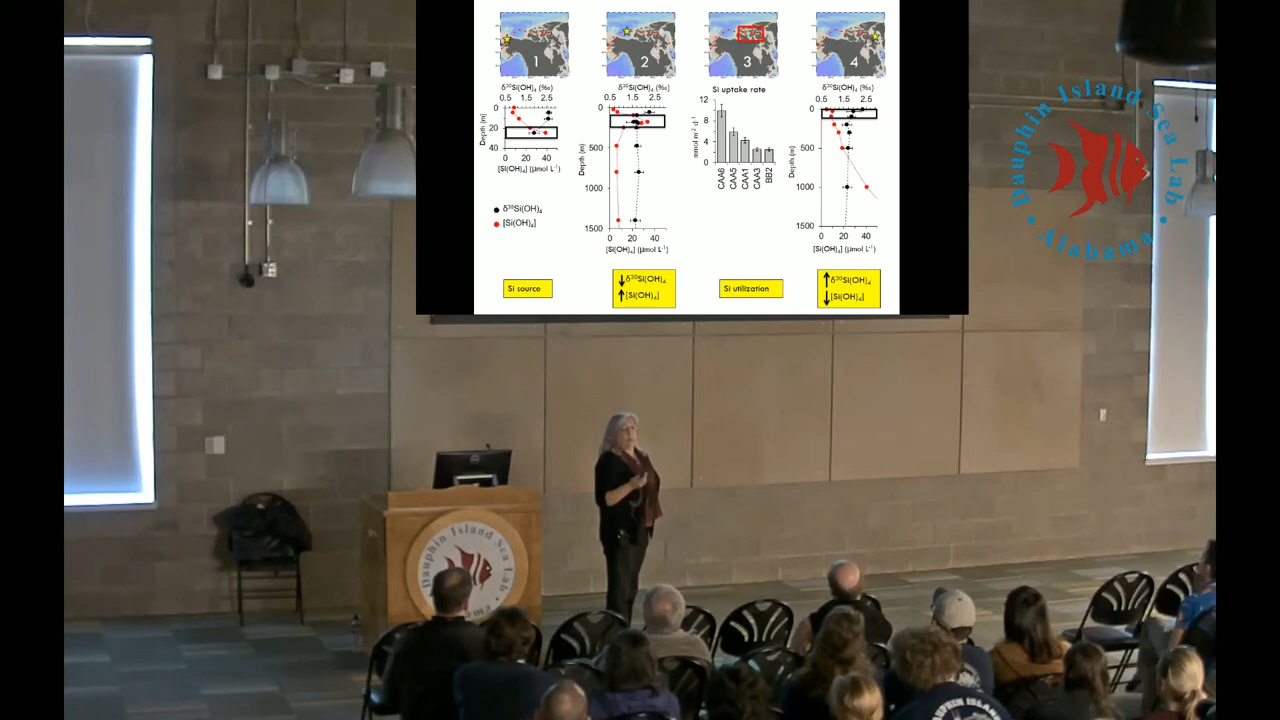 1
2
3
4
δ³⁰Si(OH)₄ (‰)
0.5 1.5 2.5
0
20
40
Depth (m)
0 20 40
[Si(OH)₄] (µmol L⁻¹)
δ³⁰Si(OH)₄
[Si(OH)₄]
Si source
δ³⁰Si(OH)₄ (‰)
0.5 1.5 2.5
0
500
1000
1500
Depth (m)
0 20 40
[Si(OH)₄] (µmol L⁻¹)
↓δ³⁰Si(OH)₄
↑[Si(OH)₄]
Si uptake rate
12
8
4
0
mmol m⁻² d⁻¹
CAA6
CAA5
CAA1
CAA3
BB2
Si utilization
δ³⁰Si(OH)₄ (‰)
0.5 1.5 2.5
0
500
1000
1500
Depth (m)
0 20 40
[Si(OH)₄] (µmol L⁻¹)
↑δ³⁰Si(OH)₄
↓[Si(OH)₄]
Dauphin Island Sea Lab
• Alabama •
Dauphin Island Sea Lab
DAUPHIN ISLAND